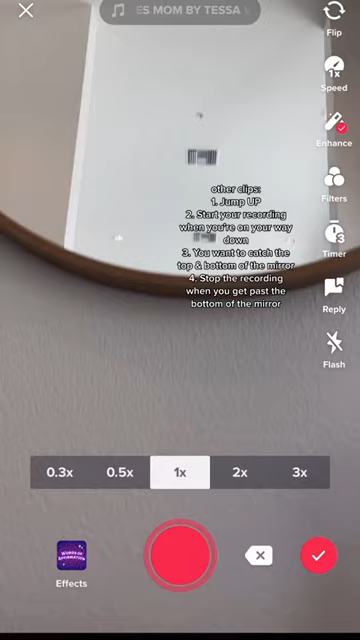 ES MOM BY TESSA
Flip
1x
Speed
Enhance
Filters
3
Timer
Reply
Flash
other clips:
1. Jump UP
2. Start your recording
when you're on your way
down
3. You want to catch the
top & bottom of the mirror
4. Stop the recording
when you get past the
bottom of the mirror
0.3x 0.5x 1x 2x 3x
WORDS OF
AFFIRMATION
Effects